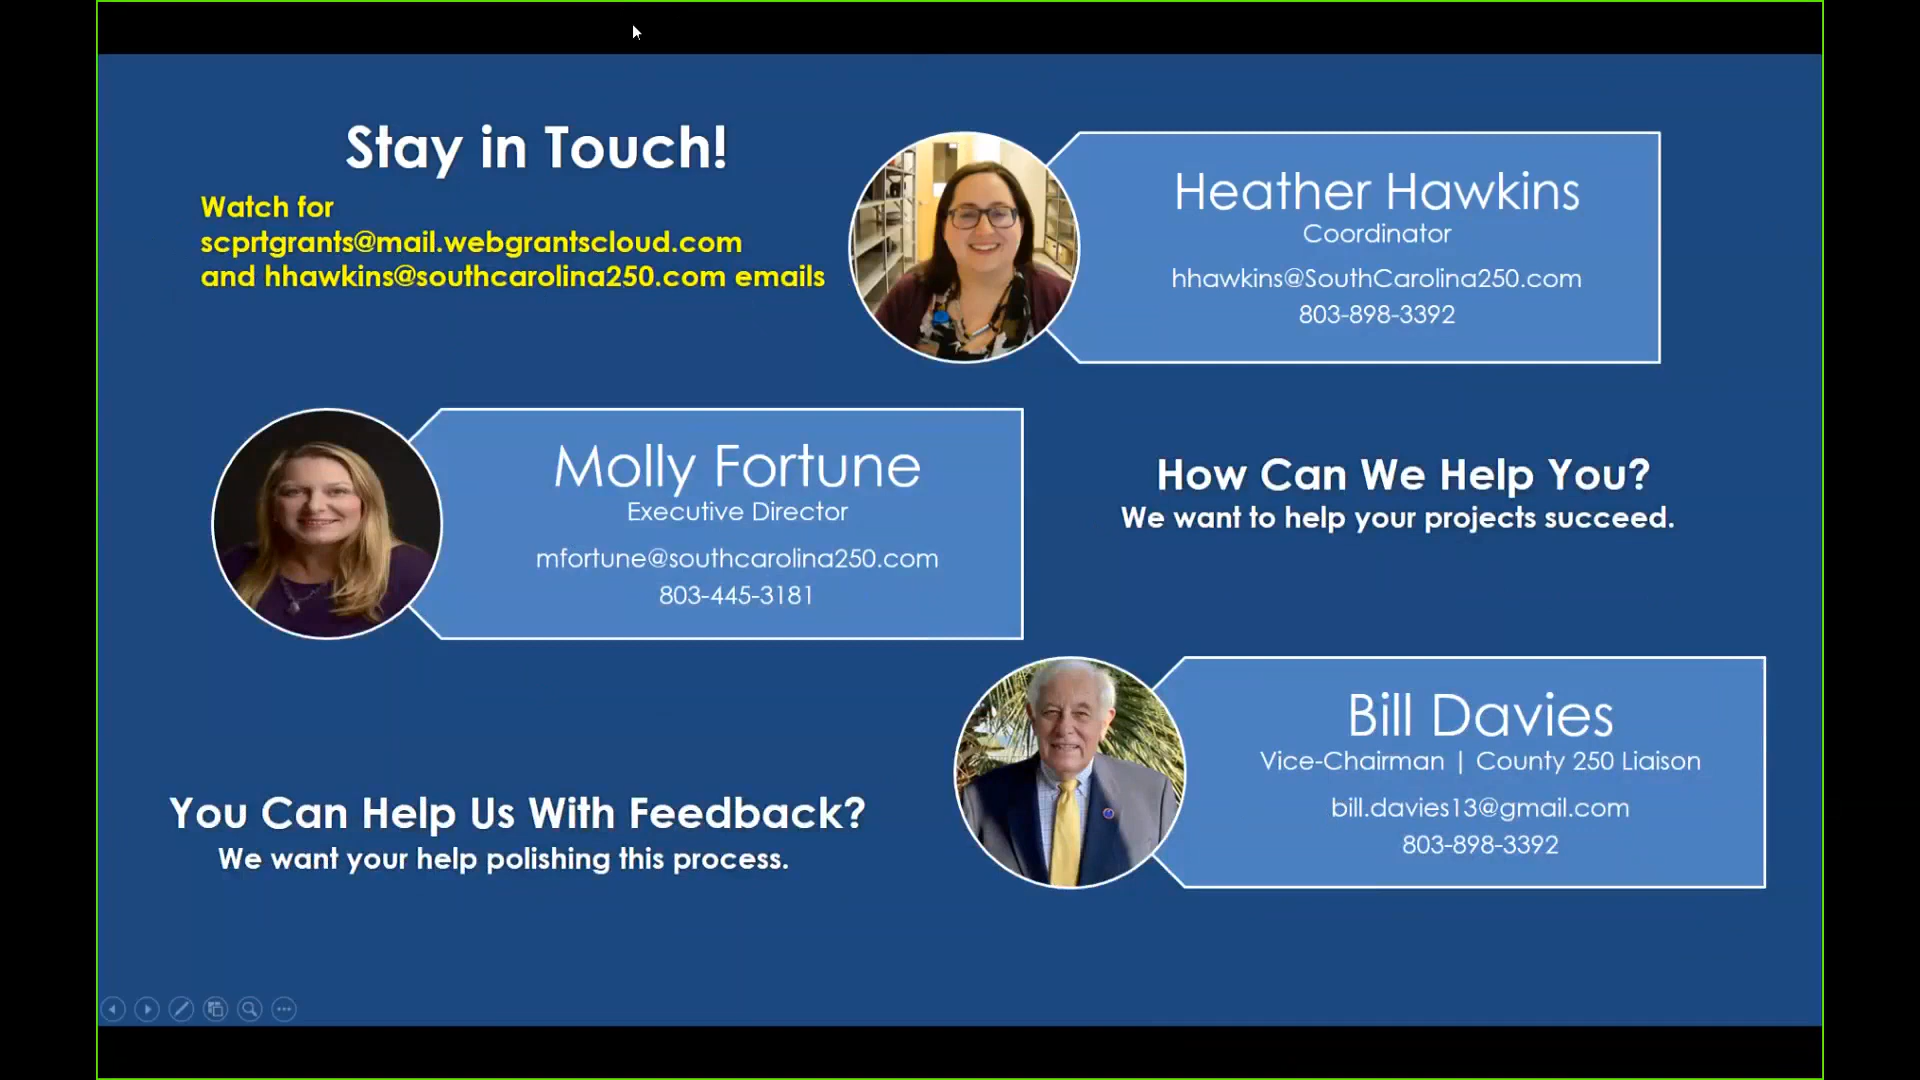 Stay in Touch!
Watch for
scprtgrants@mail.webgrantscloud.com
and hhawkins@southcarolina250.com emails
Heather Hawkins
Coordinator
hhawkins@SouthCarolina250.com
803-898-3392
Molly Fortune
Executive Director
mfortune@southcarolina250.com
803-445-3181
How Can We Help You?
We want to help your projects succeed.
Bill Davies
Vice-Chairman | County 250 Liaison
bill.davies13@gmail.com
803-898-3392
You Can Help Us With Feedback?
We want your help polishing this process.